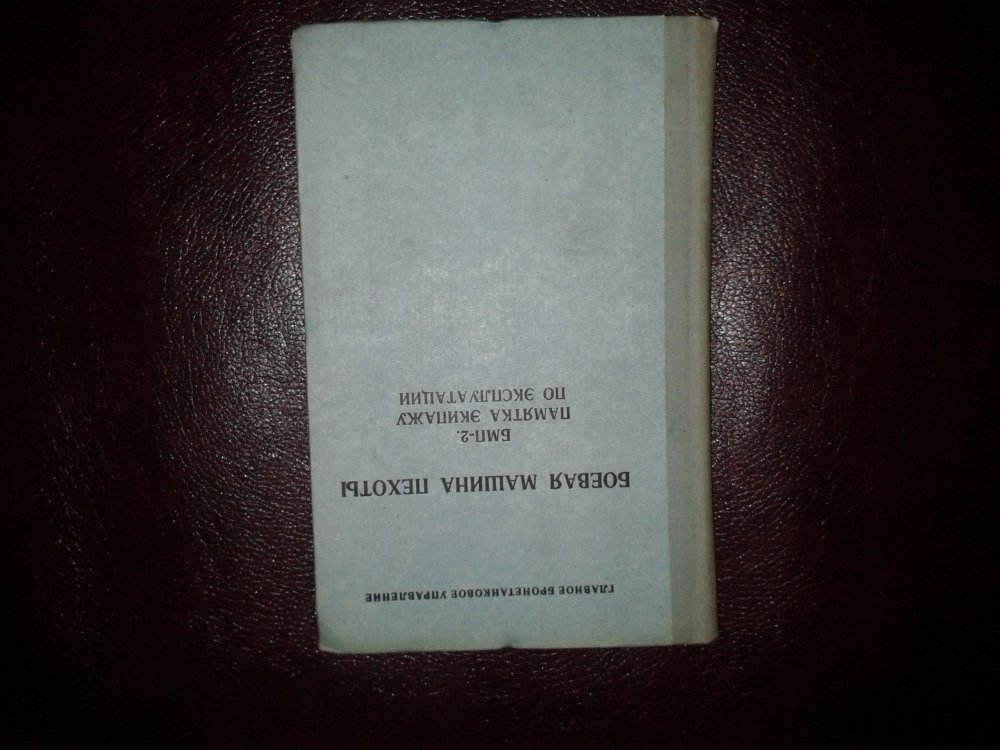 ГЛАВНОЕ БРОНЕТАНКОВОЕ УПРАВЛЕНИЕ
БОЕВАЯ МАШИНА ПЕХОТЫ
БМП-2.
ПАМЯТКА ЭКИПАЖУ
ПО ЭКСПЛУАТАЦИИ